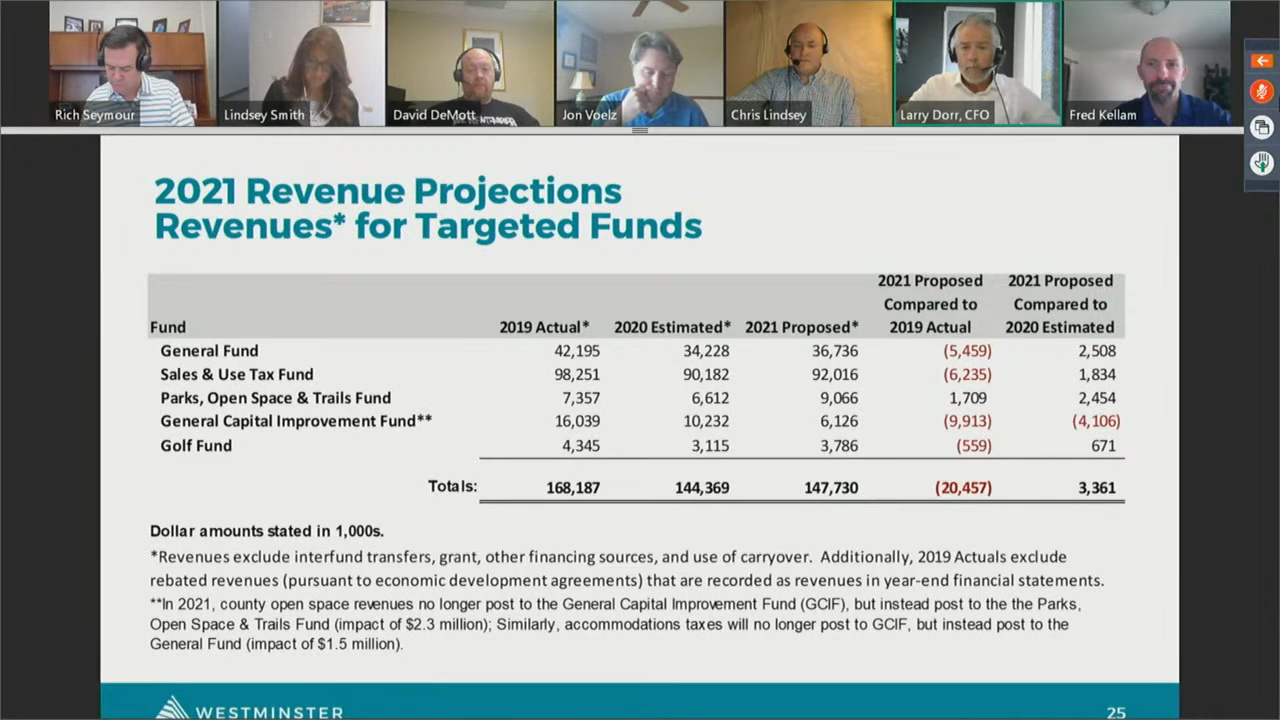 Rich Seymour
Lindsey Smith
David DeMott
Jon Voelz
Chris Lindsey
Larry Dorr, CFO
Fred Kellam
2021 Revenue Projections
Revenues* for Targeted Funds
Fund 2019 Actual* 2020 Estimated* 2021 Proposed* 2021 Proposed Compared to 2019 Actual 2021 Proposed Compared to 2020 Estimated
General Fund 42,195 34,228 36,736 (5,459) 2,508
Sales & Use Tax Fund 98,251 90,182 92,016 (6,235) 1,834
Parks, Open Space & Trails Fund 7,357 6,612 9,066 1,709 2,454
General Capital Improvement Fund** 16,039 10,232 6,126 (9,913) (4,106)
Golf Fund 4,345 3,115 3,786 (559) 671
Totals: 168,187 144,369 147,730 (20,457) 3,361
Dollar amounts stated in 1,000s.
*Revenues exclude interfund transfers, grant, other financing sources, and use of carryover. Additionally, 2019 Actuals exclude
rebated revenues (pursuant to economic development agreements) that are recorded as revenues in year-end financial statements.
**In 2021, county open space revenues no longer post to the General Capital Improvement Fund (GCIF), but instead post to the the Parks,
Open Space & Trails Fund (impact of $2.3 million); Similarly, accommodations taxes will no longer post to GCIF, but instead post to the
General Fund (impact of $1.5 million).
WESTMINSTER
25